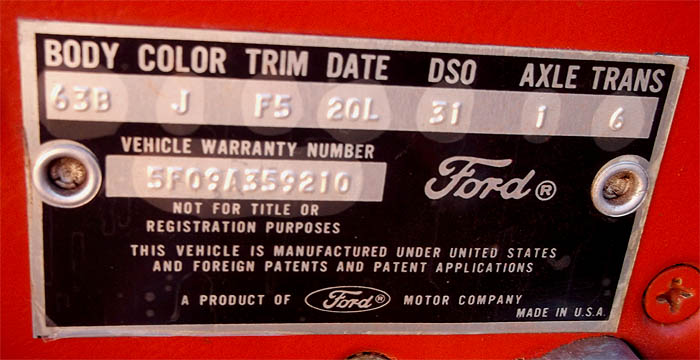 BODY COLOR TRIM DATE DSO AXLE TRANS
63B J F5 20L 31 1 6
VEHICLE WARRANTY NUMBER
5F09A359210
Ford®
NOT FOR TITLE OR
REGISTRATION PURPOSES
THIS VEHICLE IS MANUFACTURED UNDER UNITED STATES
AND FOREIGN PATENTS AND PATENT APPLICATIONS
A PRODUCT OF Ford® MOTOR COMPANY
MADE IN U.S.A.